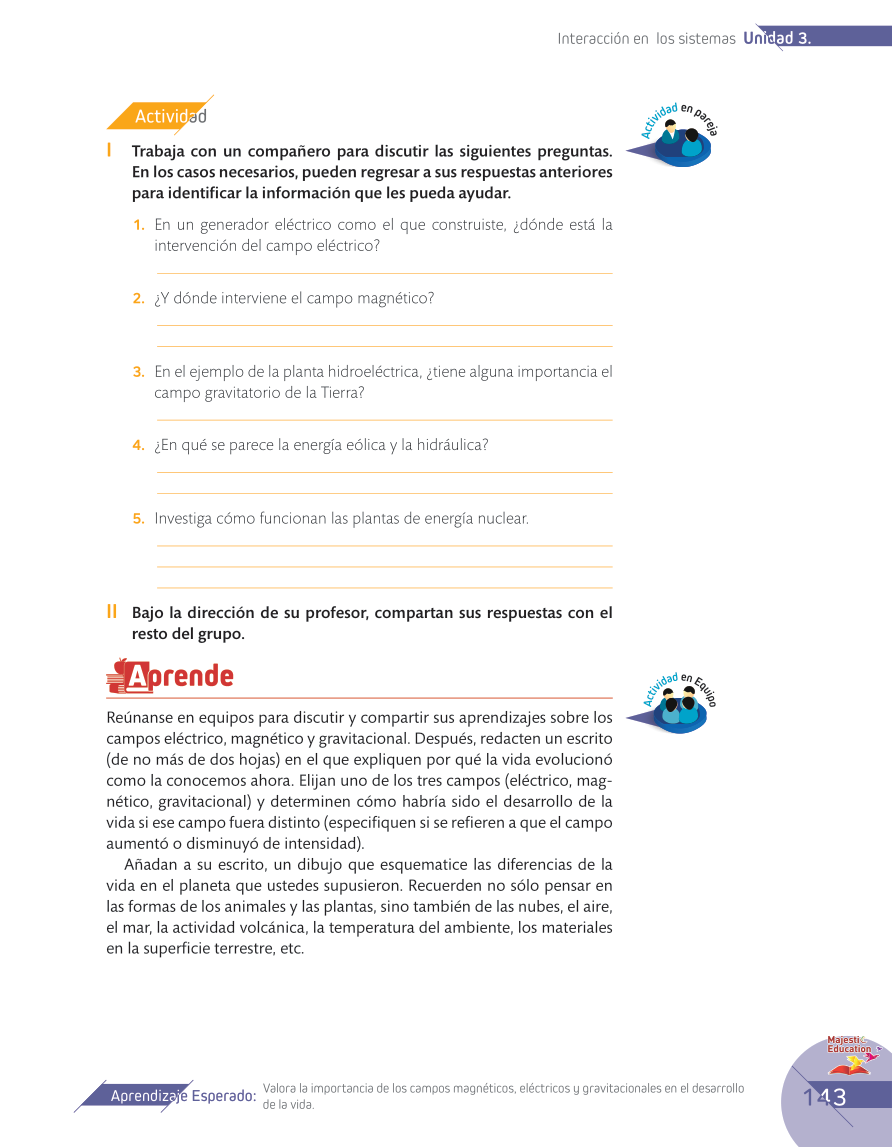 Interacción en los sistemas Unidad 3.
Actividad
Actividad en pareja
I Trabaja con un compañero para discutir las siguientes preguntas.
En los casos necesarios, pueden regresar a sus respuestas anteriores
para identificar la información que les pueda ayudar.
1. En un generador eléctrico como el que construiste, ¿dónde está la
intervención del campo eléctrico?
2. ¿Y dónde interviene el campo magnético?
3. En el ejemplo de la planta hidroeléctrica, ¿tiene alguna importancia el
campo gravitatorio de la Tierra?
4. ¿En qué se parece la energía eólica y la hidráulica?
5. Investiga cómo funcionan las plantas de energía nuclear.
II Bajo la dirección de su profesor, compartan sus respuestas con el
resto del grupo.
Aprende
Actividad en Equipo
Reúnanse en equipos para discutir y compartir sus aprendizajes sobre los
campos eléctrico, magnético y gravitacional. Después, redacten un escrito
(de no más de dos hojas) en el que expliquen por qué la vida evolucionó
como la conocemos ahora. Elijan uno de los tres campos (eléctrico, mag-
nético, gravitacional) y determinen cómo habría sido el desarrollo de la
vida si ese campo fuera distinto (especifiquen si se refieren a que el campo
aumentó o disminuyó de intensidad).
Añadan a su escrito, un dibujo que esquematice las diferencias de la
vida en el planeta que ustedes supusieron. Recuerden no sólo pensar en
las formas de los animales y las plantas, sino también de las nubes, el aire,
el mar, la actividad volcánica, la temperatura del ambiente, los materiales
en la superficie terrestre, etc.
Majestic
Education
Aprendizaje Esperado: Valora la importancia de los campos magnéticos, eléctricos y gravitacionales en el desarrollo
de la vida.
143